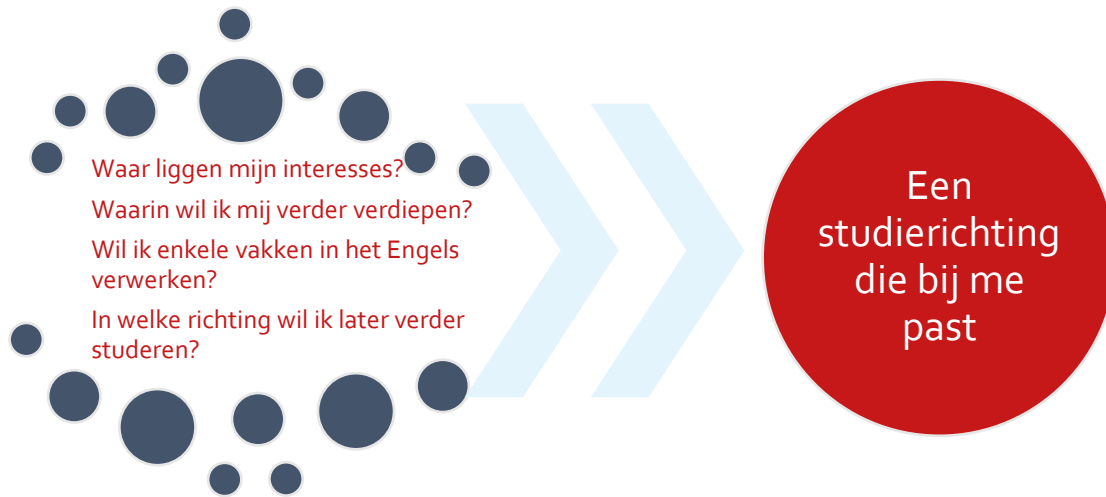 Waar liggen mijn interesses?
Waarin wil ik mij verder verdiepen?
Wil ik enkele vakken in het Engels
verwerken?
In welke richting wil ik later verder
studeren?
Een
studierichting
die bij me
past